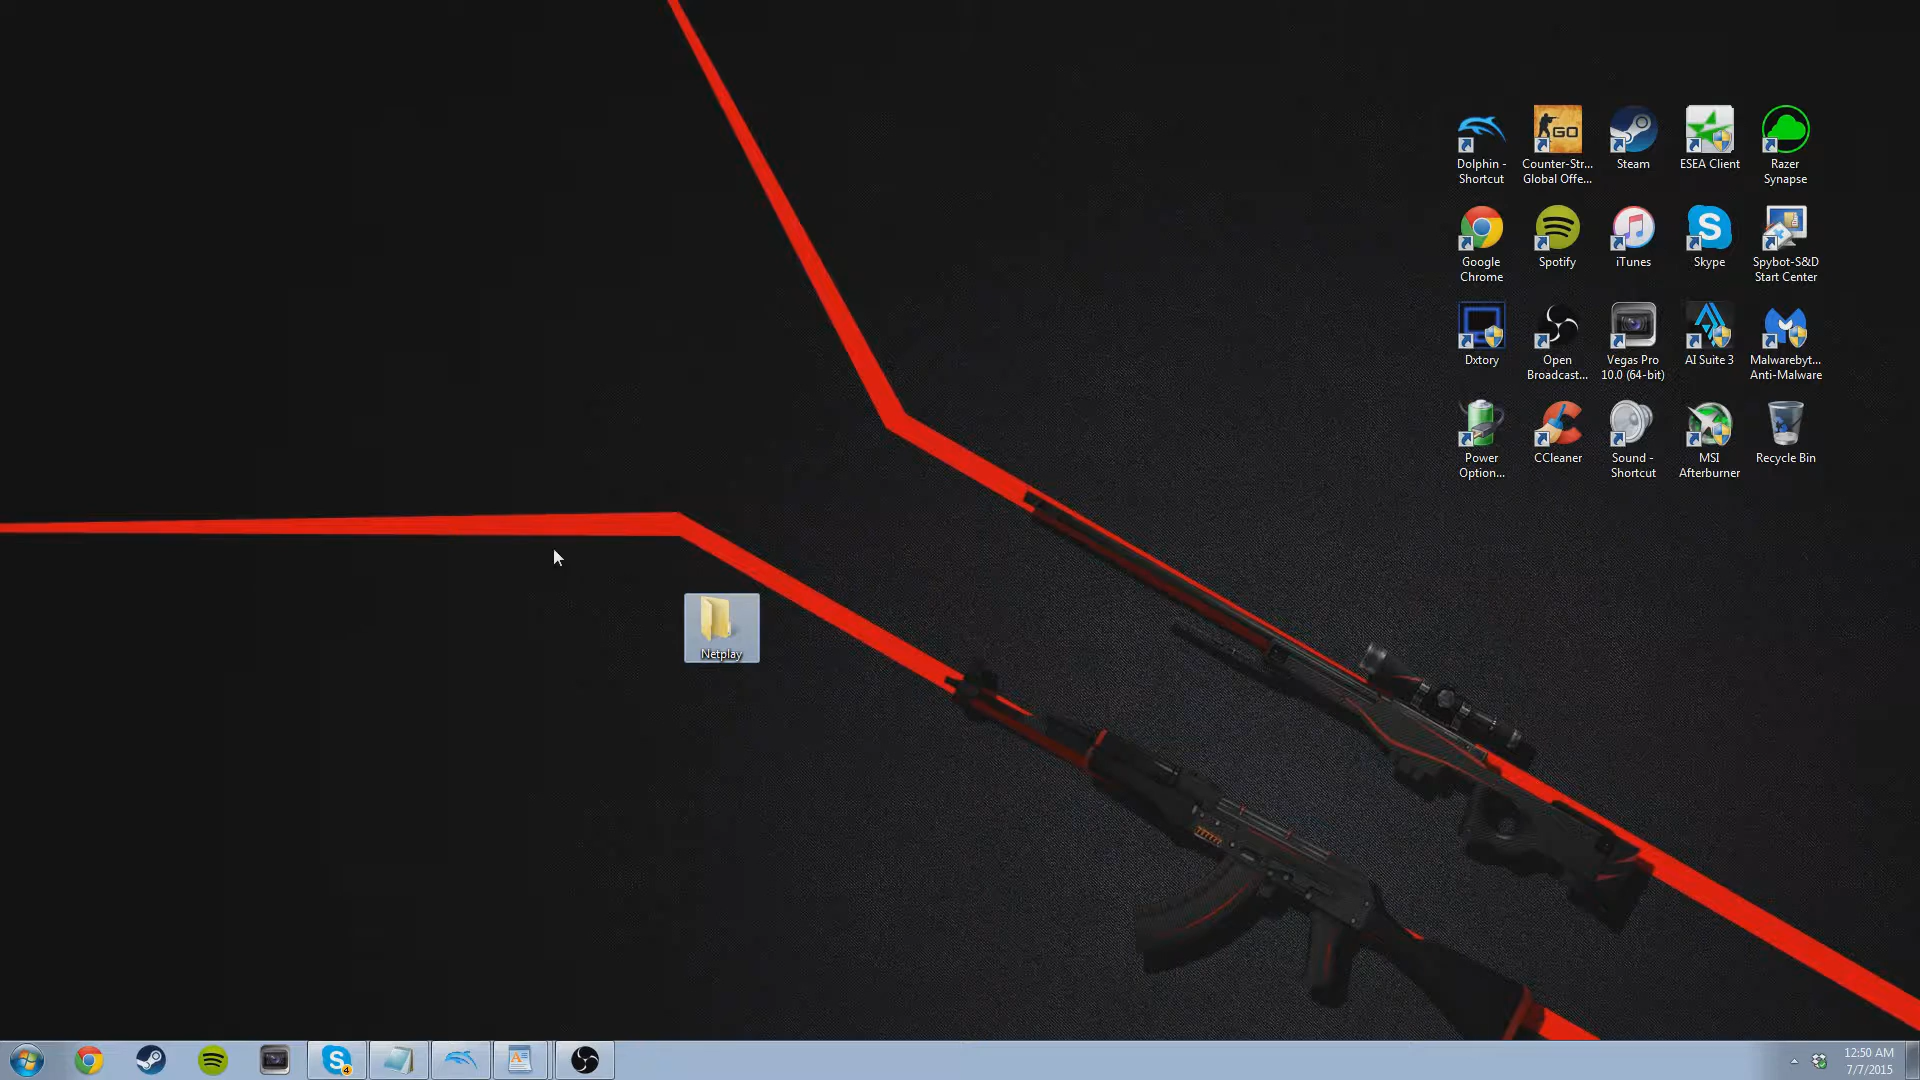 Dolphin -
Shortcut
Counter-Str...
Global Offe...
Steam
ESEA Client
Razer
Synapse
GO
Google
Chrome
Spotify
iTunes
Skype
Spybot-S&D
Start Center
Dxtory
Open
Broadcast...
Vegas Pro
10.0 (64-bit)
AI Suite 3
Malwarebyt...
Anti-Malware
Power
Option...
CCleaner
Sound -
Shortcut
MSI
Afterburner
Recycle Bin
Netplay
4
12:50 AM
7/7/2015